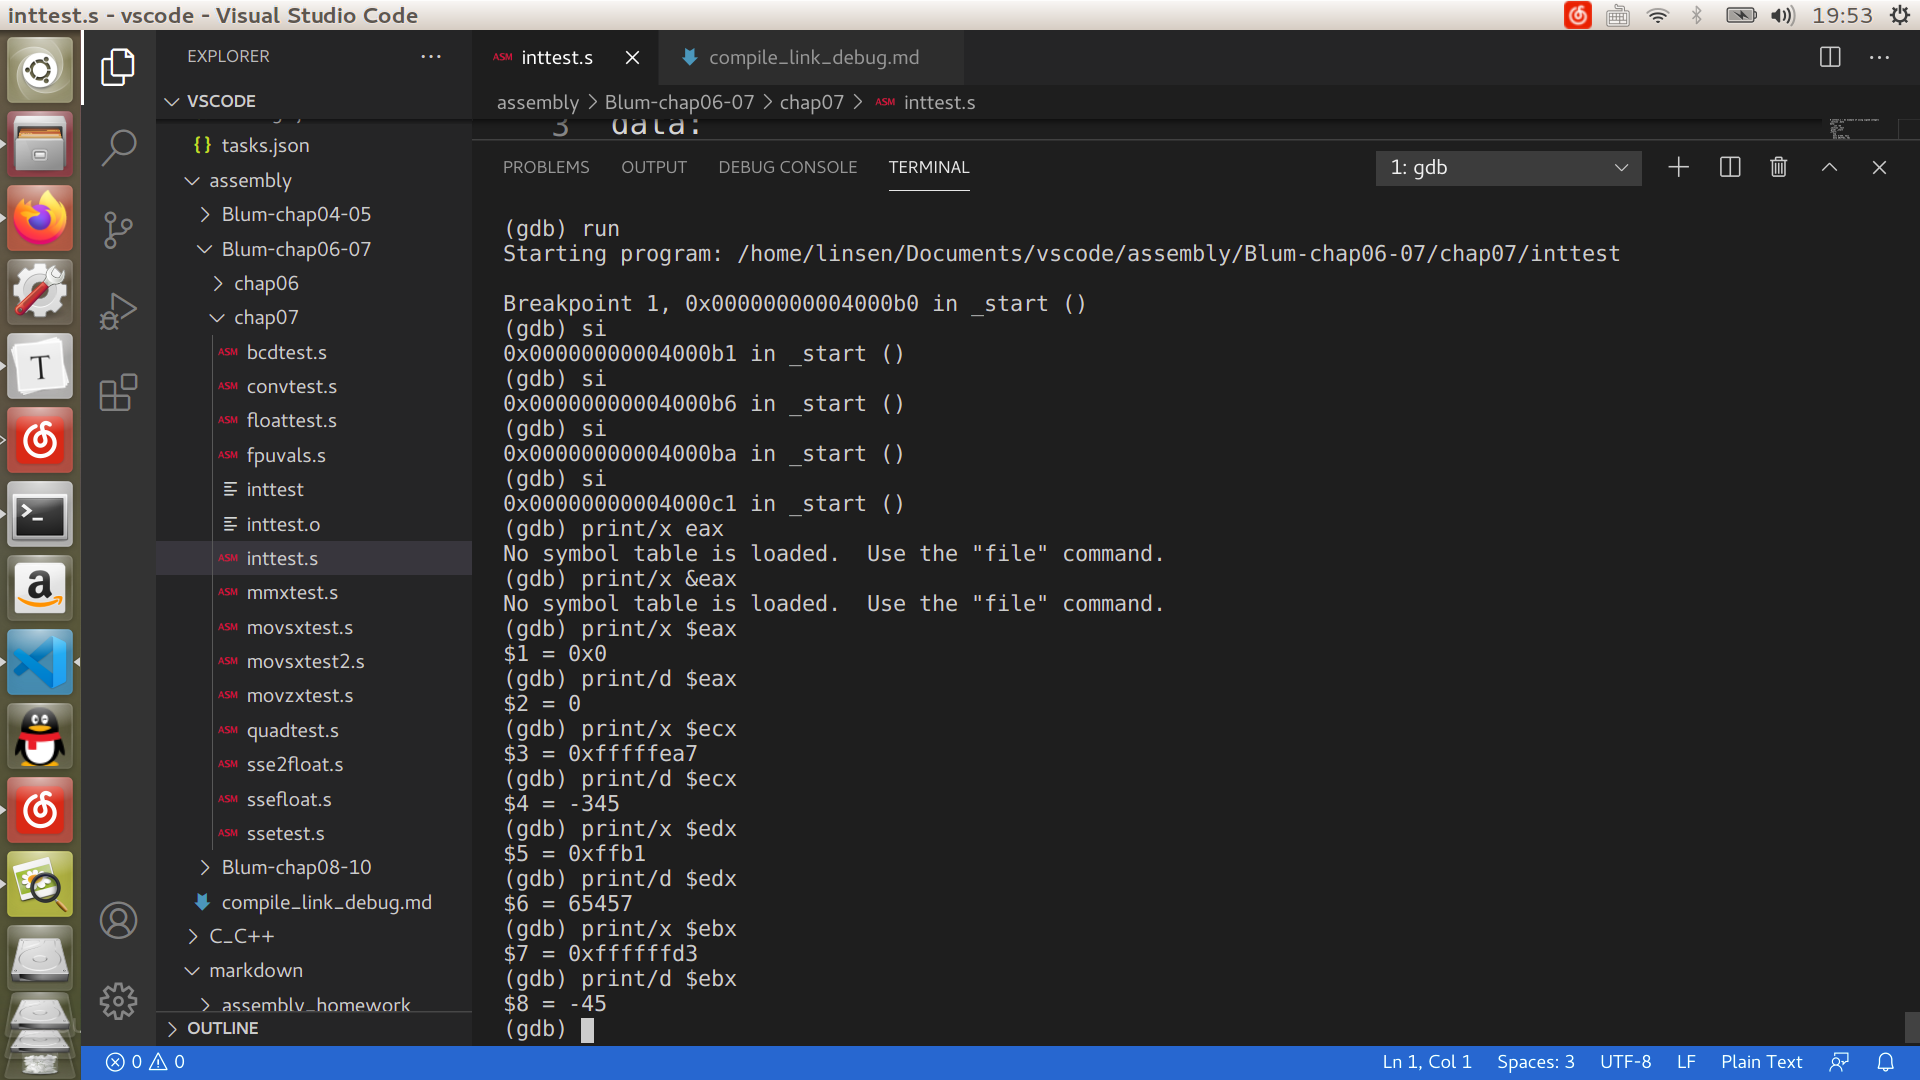 inttest.s - vscode - Visual Studio Code
19:53
EXPLORER
VSCODE
tasks.json
assembly
Blum-chap04-05
Blum-chap06-07
chap06
chap07
ASM bcdtest.s
ASM convtest.s
ASM floattest.s
ASM fpuvals.s
inttest
inttest.o
ASM inttest.s
ASM mmxtest.s
ASM movsxtest.s
ASM movsxtest2.s
ASM movzxtest.s
ASM quadtest.s
ASM sse2float.s
ASM ssefloat.s
ASM ssetest.s
Blum-chap08-10
compile_link_debug.md
C_C++
markdown
assembly_homework
OUTLINE
ASM inttest.s
compile_link_debug.md
assembly > Blum-chap06-07 > chap07 > ASM inttest.s
3 data:
PROBLEMS OUTPUT DEBUG CONSOLE TERMINAL
1: gdb
(gdb) run
Starting program: /home/linsen/Documents/vscode/assembly/Blum-chap06-07/chap07/inttest
Breakpoint 1, 0x00000000004000b0 in _start ()
(gdb) si
0x00000000004000b1 in _start ()
(gdb) si
0x00000000004000b6 in _start ()
(gdb) si
0x00000000004000ba in _start ()
(gdb) si
0x00000000004000c1 in _start ()
(gdb) print/x eax
No symbol table is loaded.  Use the "file" command.
(gdb) print/x &eax
No symbol table is loaded.  Use the "file" command.
(gdb) print/x $eax
$1 = 0x0
(gdb) print/d $eax
$2 = 0
(gdb) print/x $ecx
$3 = 0xfffffea7
(gdb) print/d $ecx
$4 = -345
(gdb) print/x $edx
$5 = 0xffb1
(gdb) print/d $edx
$6 = 65457
(gdb) print/x $ebx
$7 = 0xffffffd3
(gdb) print/d $ebx
$8 = -45
(gdb)
0 0
Ln 1, Col 1 Spaces: 3 UTF-8 LF Plain Text